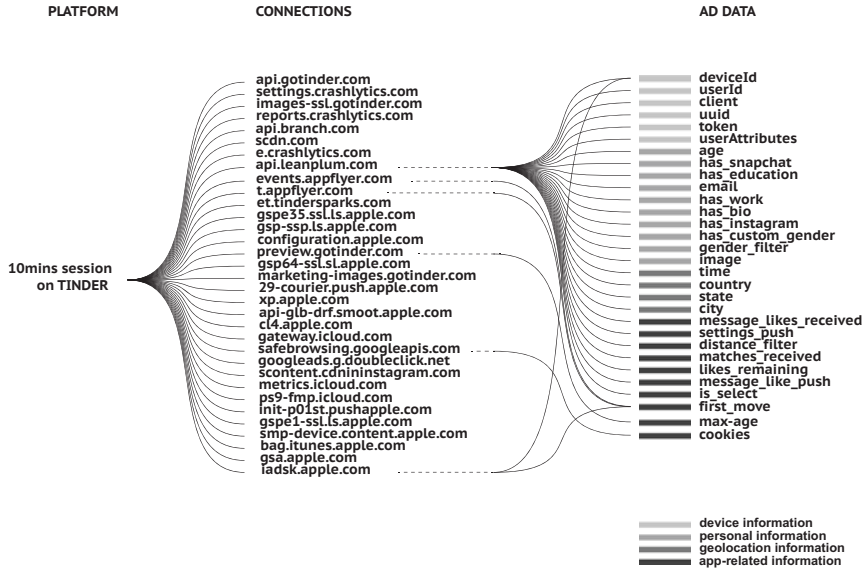 PLATFORM
CONNECTIONS
AD DATA
10mins session
on TINDER
api.gotinder.com
settings.crashlytics.com
images-ssl.gotinder.com
reports.crashlytics.com
api.branch.com
scdn.com
e.crashlytics.com
api.leanplum.com
events.appflyer.com
t.appflyer.com
et.tindersparks.com
gspe35.ssl.ls.apple.com
gsp-ssp.ls.apple.com
configuration.apple.com
preview.gotinder.com
gsp64-ssl.sl.apple.com
marketing-images.gotinder.com
29-courier.push.apple.com
xp.apple.com
api-glb-drf.smoot.apple.com
cl4.apple.com
gateway.icloud.com
safebrowsing.googleapis.com
googleads.g.doubleclick.net
scontent.cdnininstagram.com
metrics.icloud.com
ps9-fmp.icloud.com
init-p01st.pushapple.com
gspe1-ssl.ls.apple.com
smp-device.content.apple.com
bag.itunes.apple.com
gsa.apple.com
iadsk.apple.com
deviceId
userId
client
uuid
token
userAttributes
age
has_snapchat
has_education
email
has_work
has_bio
has_instagram
has_custom_gender
gender_filter
image
time
country
state
city
message_likes_received
settings_push
distance_filter
matches_received
likes_remaining
message_like_push
is_select
first_move
max-age
cookies
device information
personal information
geolocation information
app-related information